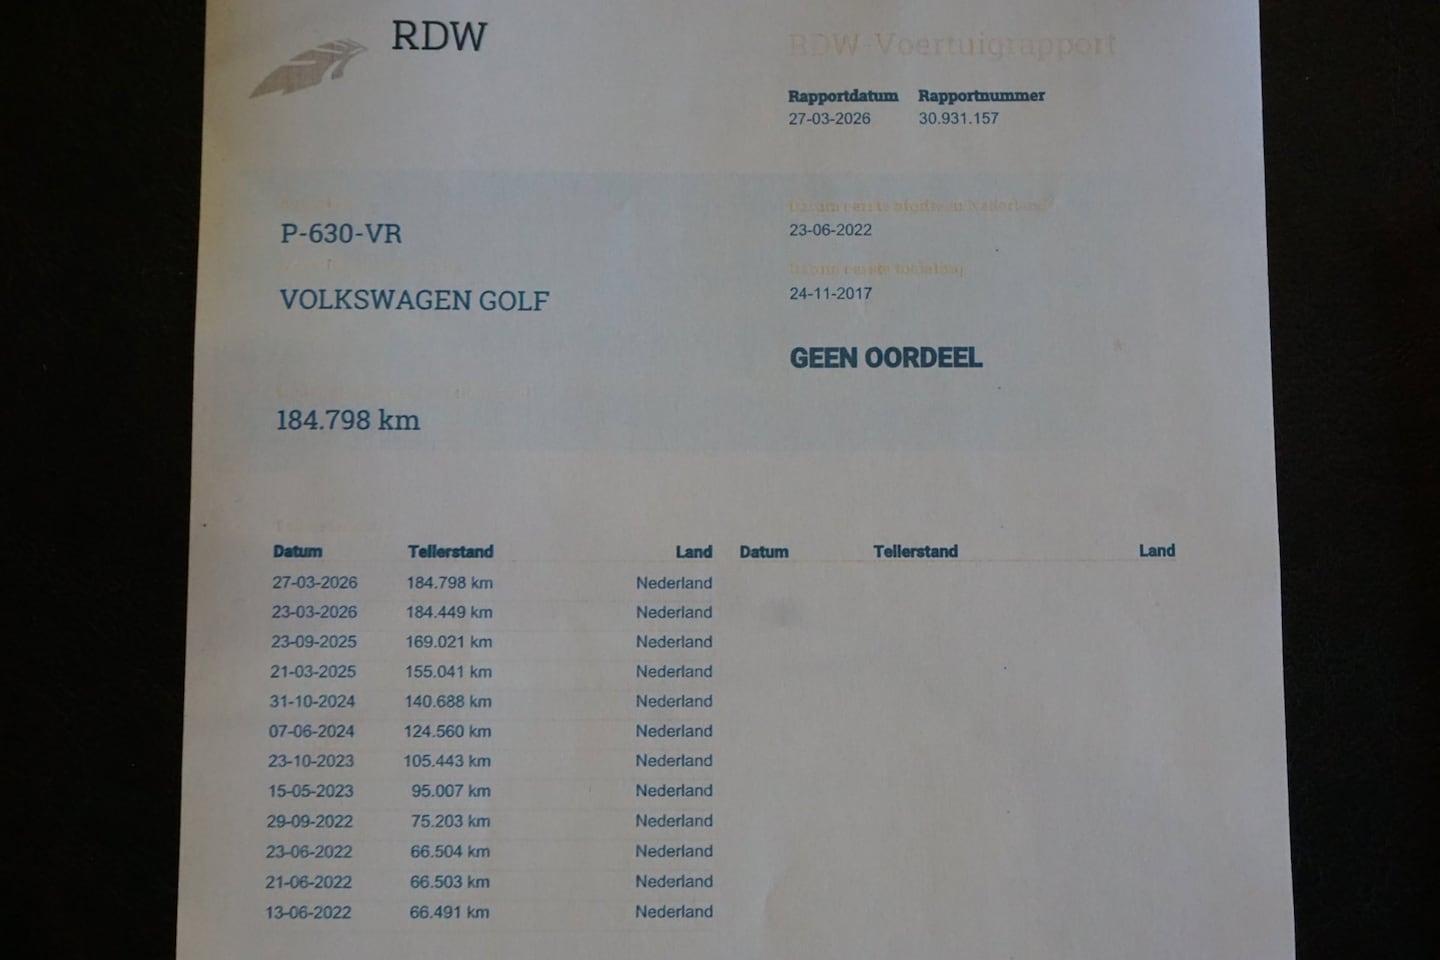 RDW
RDW-Voertuigrapport
Rapportdatum Rapportnummer
27-03-2026 30.931.157
P-630-VR
23-06-2022
VOLKSWAGEN GOLF
Datum eerste toelating
24-11-2017
GEEN OORDEEL
184.798 km
Datum Tellerstand Land Datum Tellerstand Land
27-03-2026 184.798 km Nederland
23-03-2026 184.449 km Nederland
23-09-2025 169.021 km Nederland
21-03-2025 155.041 km Nederland
31-10-2024 140.688 km Nederland
07-06-2024 124.560 km Nederland
23-10-2023 105.443 km Nederland
15-05-2023 95.007 km Nederland
29-09-2022 75.203 km Nederland
23-06-2022 66.504 km Nederland
21-06-2022 66.503 km Nederland
13-06-2022 66.491 km Nederland